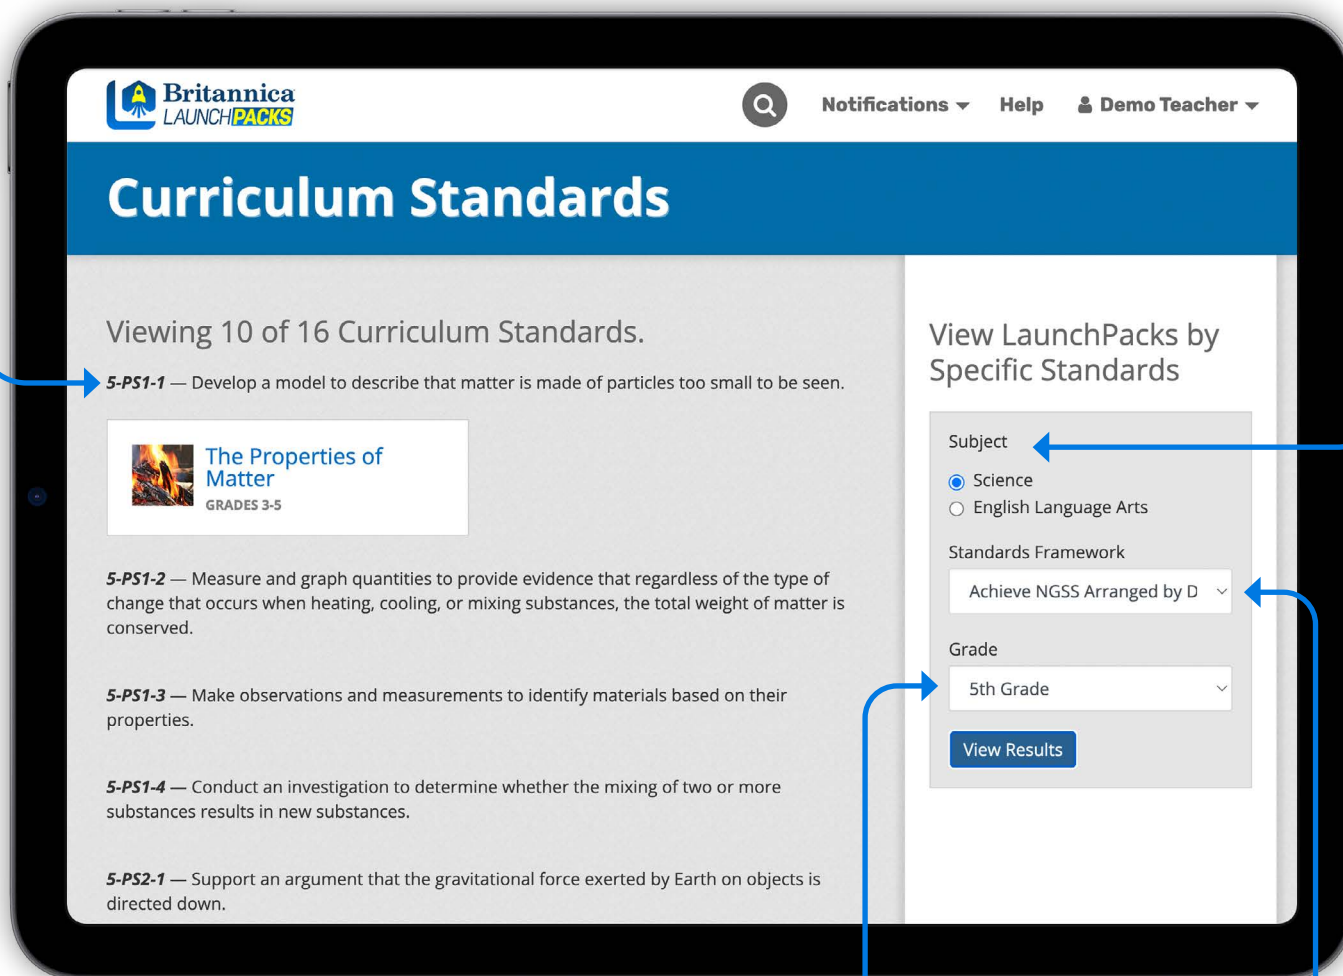 Britannica
LAUNCHPACKS
Notifications
Help
Demo Teacher
Curriculum Standards
Viewing 10 of 16 Curriculum Standards.
5-PS1-1 — Develop a model to describe that matter is made of particles too small to be seen.
The Properties of
Matter
GRADES 3-5
5-PS1-2 — Measure and graph quantities to provide evidence that regardless of the type of
change that occurs when heating, cooling, or mixing substances, the total weight of matter is
conserved.
5-PS1-3 — Make observations and measurements to identify materials based on their
properties.
5-PS1-4 — Conduct an investigation to determine whether the mixing of two or more
substances results in new substances.
5-PS2-1 — Support an argument that the gravitational force exerted by Earth on objects is
directed down.
View LaunchPacks by
Specific Standards
Subject
Science
English Language Arts
Standards Framework
Achieve NGSS Arranged by D
Grade
5th Grade
View Results